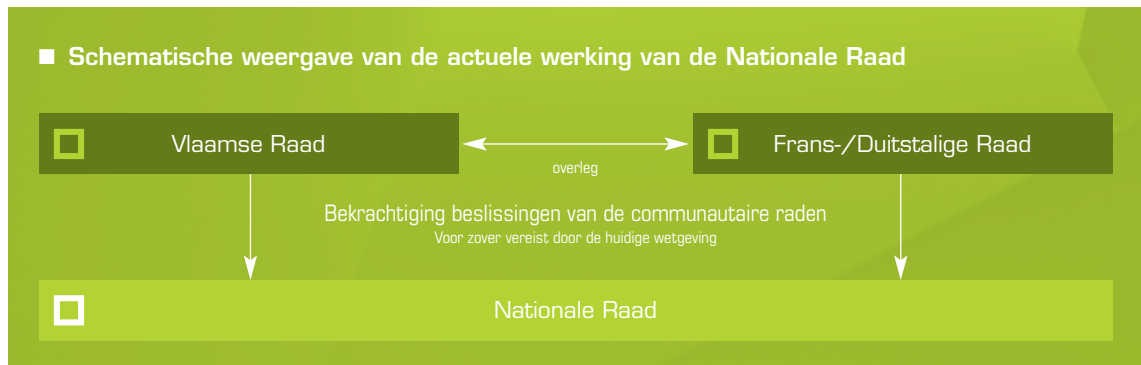 Schematische weergave van de actuele werking van de Nationale Raad
Vlaamse Raad
Frans-/Duitstalige Raad
overleg
Bekrachtiging beslissingen van de communautaire raden
Voor zover vereist door de huidige wetgeving
Nationale Raad